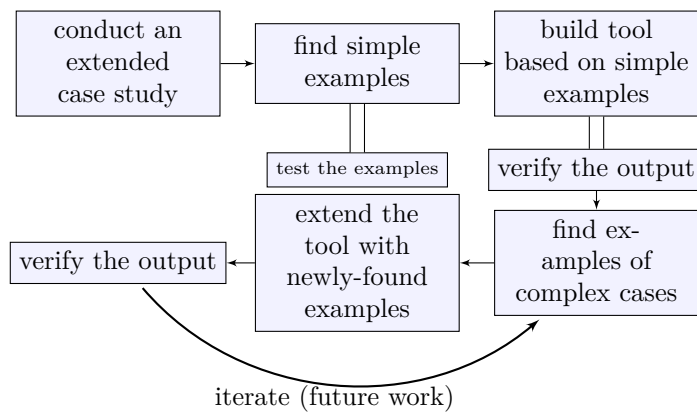 conduct an
extended
case study
find simple
examples
build tool
based on simple
examples
test the examples
verify the output
find ex-
amples of
complex cases
extend the
tool with
newly-found
examples
verify the output
iterate (future work)